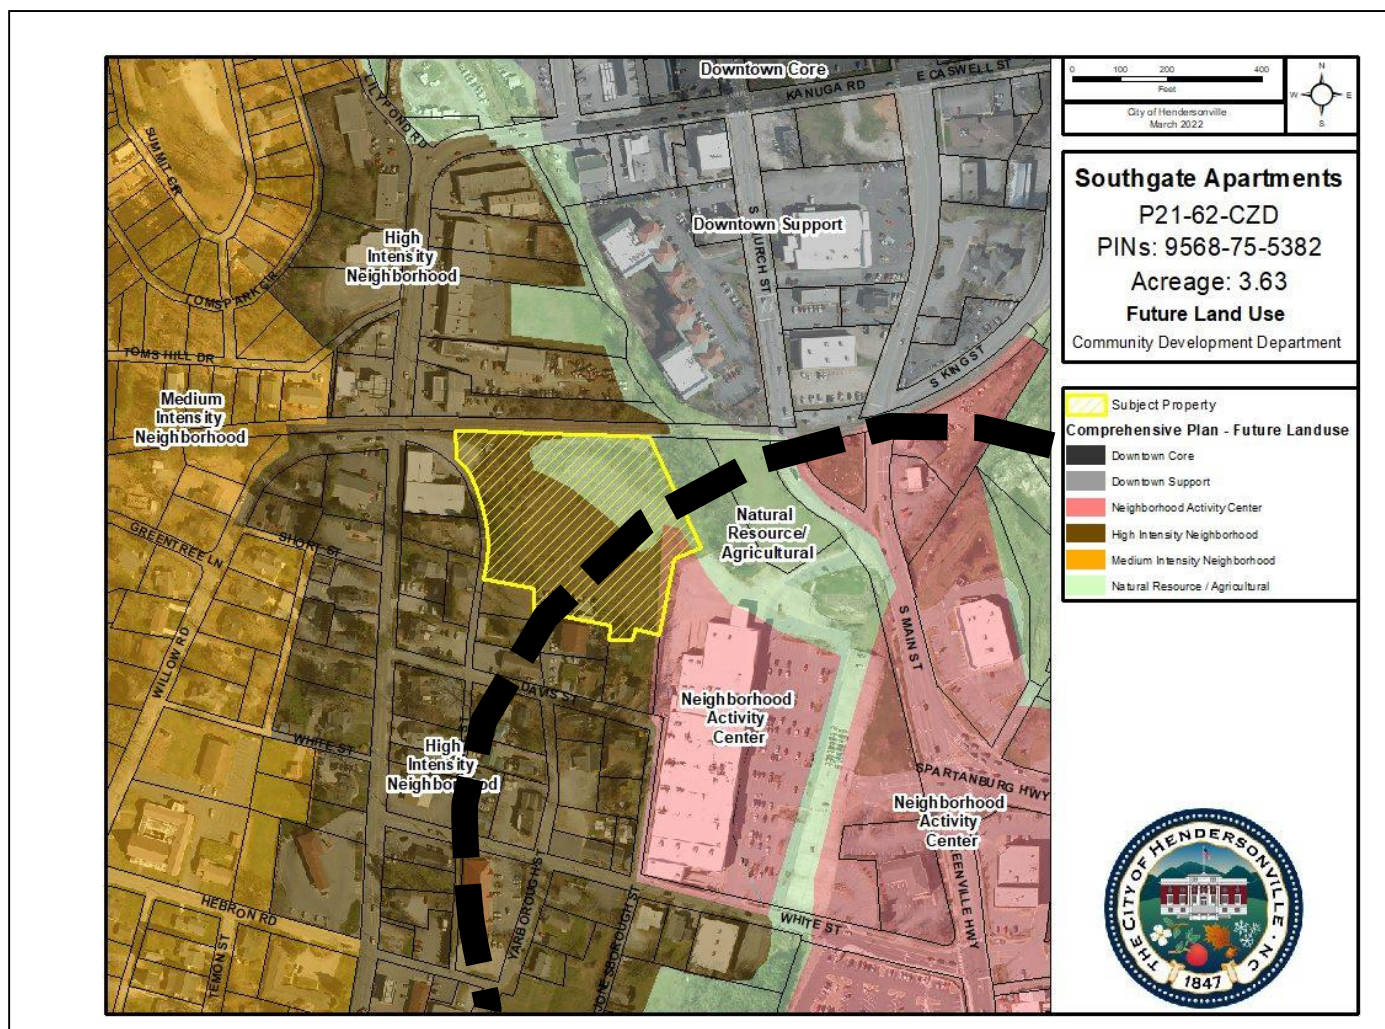 Downtown Core
E CASWELL ST
KANUGA RD
LILYPOND RD
SUMMIT CR
S CHURCH ST
Downtown Support
High
Intensity
Neighborhood
TOMSPARK CIR
TOMS HILL DR
S KING ST
Medium
Intensity
Neighborhood
Natural
Resource/
Agricultural
GREENTREE LN
SHORT ST
WILLOW RD
S MAIN ST
DAVIS ST
Neighborhood
Activity
Center
WHITE ST
High
Intensity
SPARTANBURG HWY
Neighborhood
Activity
Center
HEBRON RD
WHITE ST
0 100 200 400
Feet
City of Hendersonville
March 2022
N
W E
S
Southgate Apartments
P21-62-CZD
PINs: 9568-75-5382
Acreage: 3.63
Future Land Use
Community Development Department
Subject Property
Comprehensive Plan - Future Landuse
Downtown Core
Downtown Support
Neighborhood Activity Center
High Intensity Neighborhood
Medium Intensity Neighborhood
Natural Resource / Agricultural
THE CITY OF HENDERSONVILLE, N.C.
1847